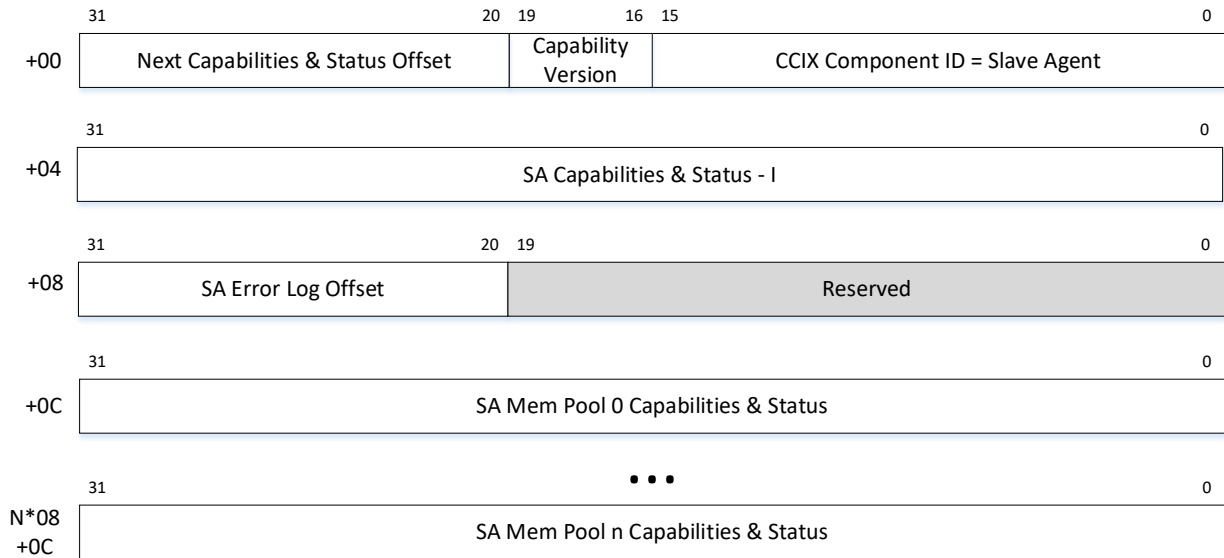 31 20 19 16 15 0
+00 Next Capabilities & Status Offset Capability Version CCIX Component ID = Slave Agent
31 0
+04 SA Capabilities & Status - I
31 20 19 0
+08 SA Error Log Offset Reserved
31 0
+0C SA Mem Pool 0 Capabilities & Status
...
31 0
N*08
+0C SA Mem Pool n Capabilities & Status